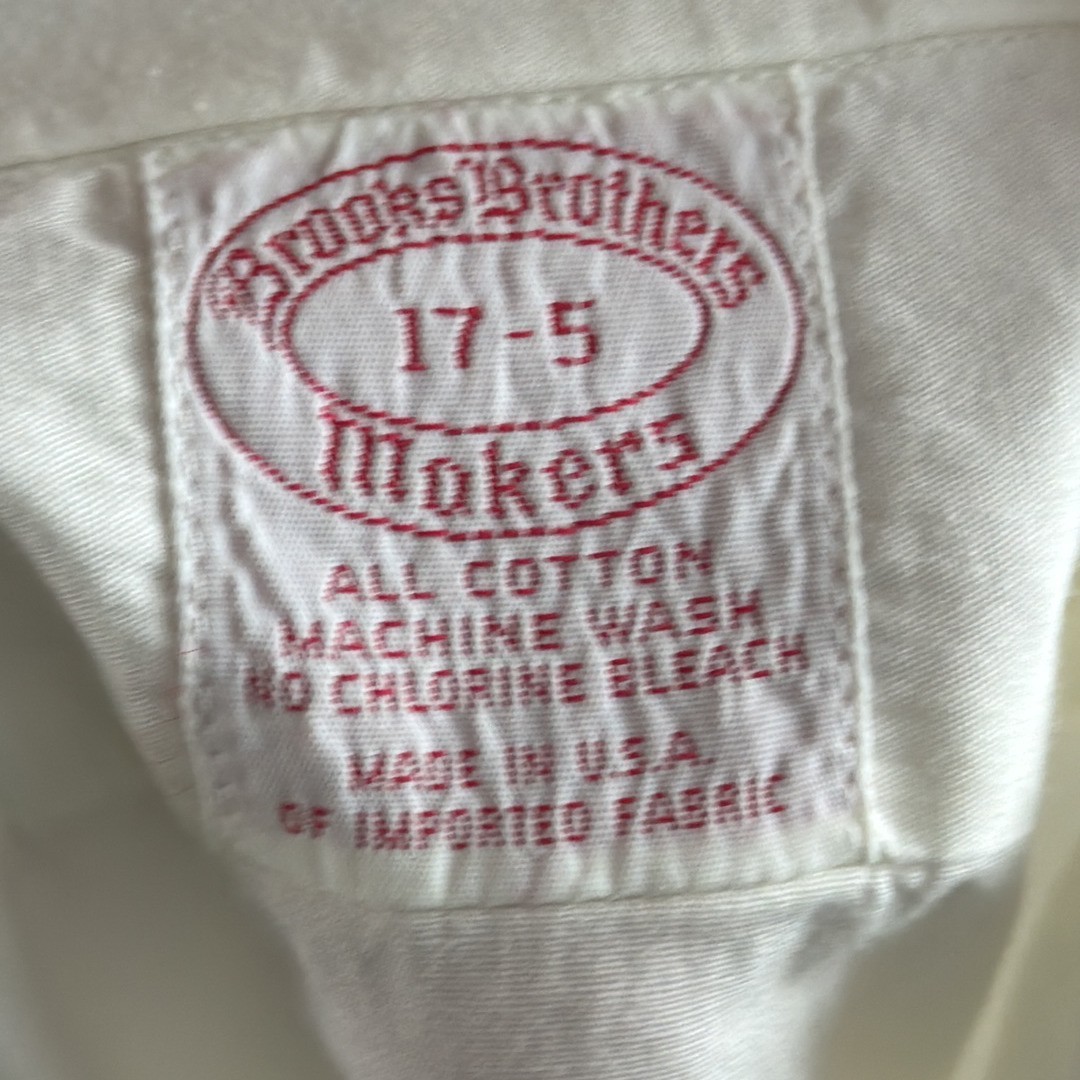 Brooks Brothers
17-5
Makers
ALL COTTON
MACHINE WASH
NO CHLORINE BLEACH
MADE IN U.S.A.
OF IMPORTED FABRIC